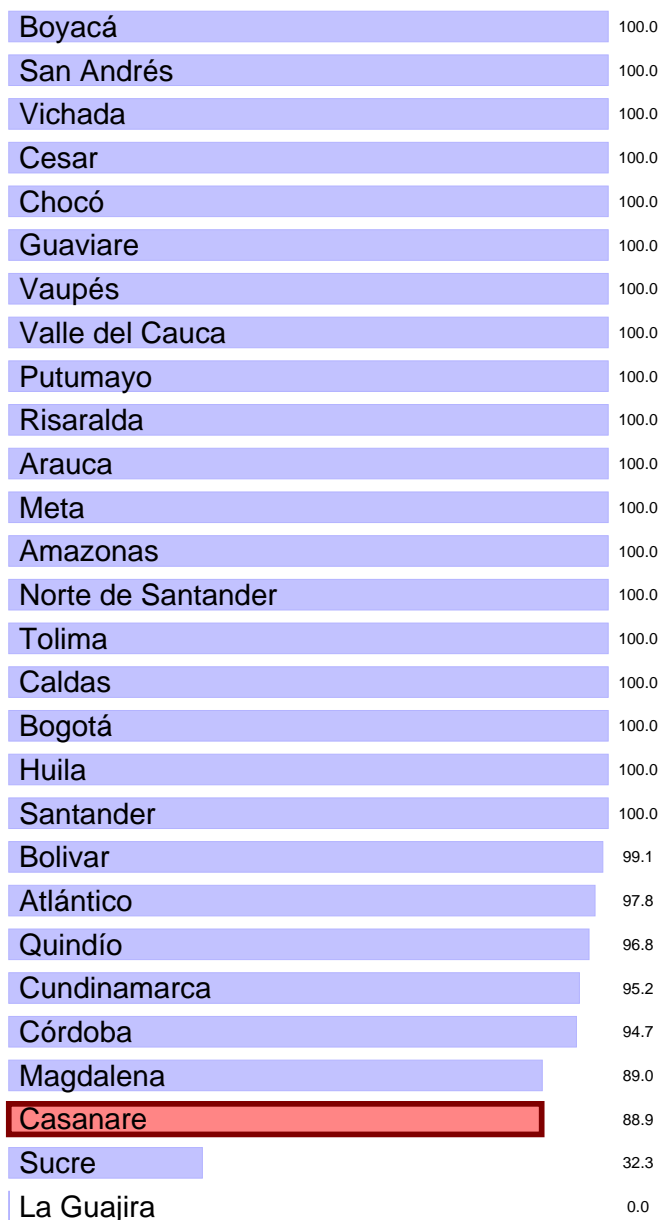 Boyacá 100.0
San Andrés 100.0
Vichada 100.0
Cesar 100.0
Chocó 100.0
Guaviare 100.0
Vaupés 100.0
Valle del Cauca 100.0
Putumayo 100.0
Risaralda 100.0
Arauca 100.0
Meta 100.0
Amazonas 100.0
Norte de Santander 100.0
Tolima 100.0
Caldas 100.0
Bogotá 100.0
Huila 100.0
Santander 100.0
Bolivar 99.1
Atlántico 97.8
Quindío 96.8
Cundinamarca 95.2
Córdoba 94.7
Magdalena 89.0
Casanare 88.9
Sucre 32.3
La Guajira 0.0